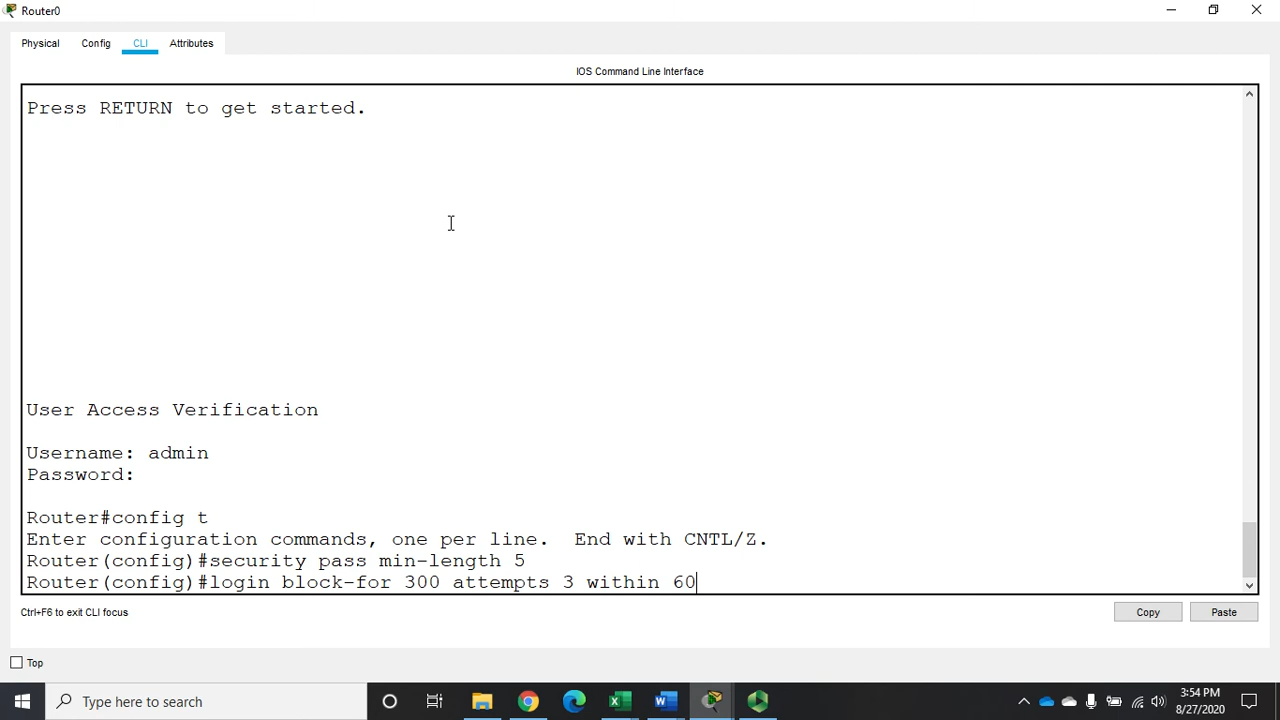 Router0
Physical Config CLI Attributes
IOS Command Line Interface
Press RETURN to get started.
User Access Verification
Username: admin
Password:
Router#config t
Enter configuration commands, one per line.  End with CNTL/Z.
Router(config)#security pass min-length 5
Router(config)#login block-for 300 attempts 3 within 60
Ctrl+F6 to exit CLI focus
Copy Paste
Top
Type here to search
3:54 PM
8/27/2020